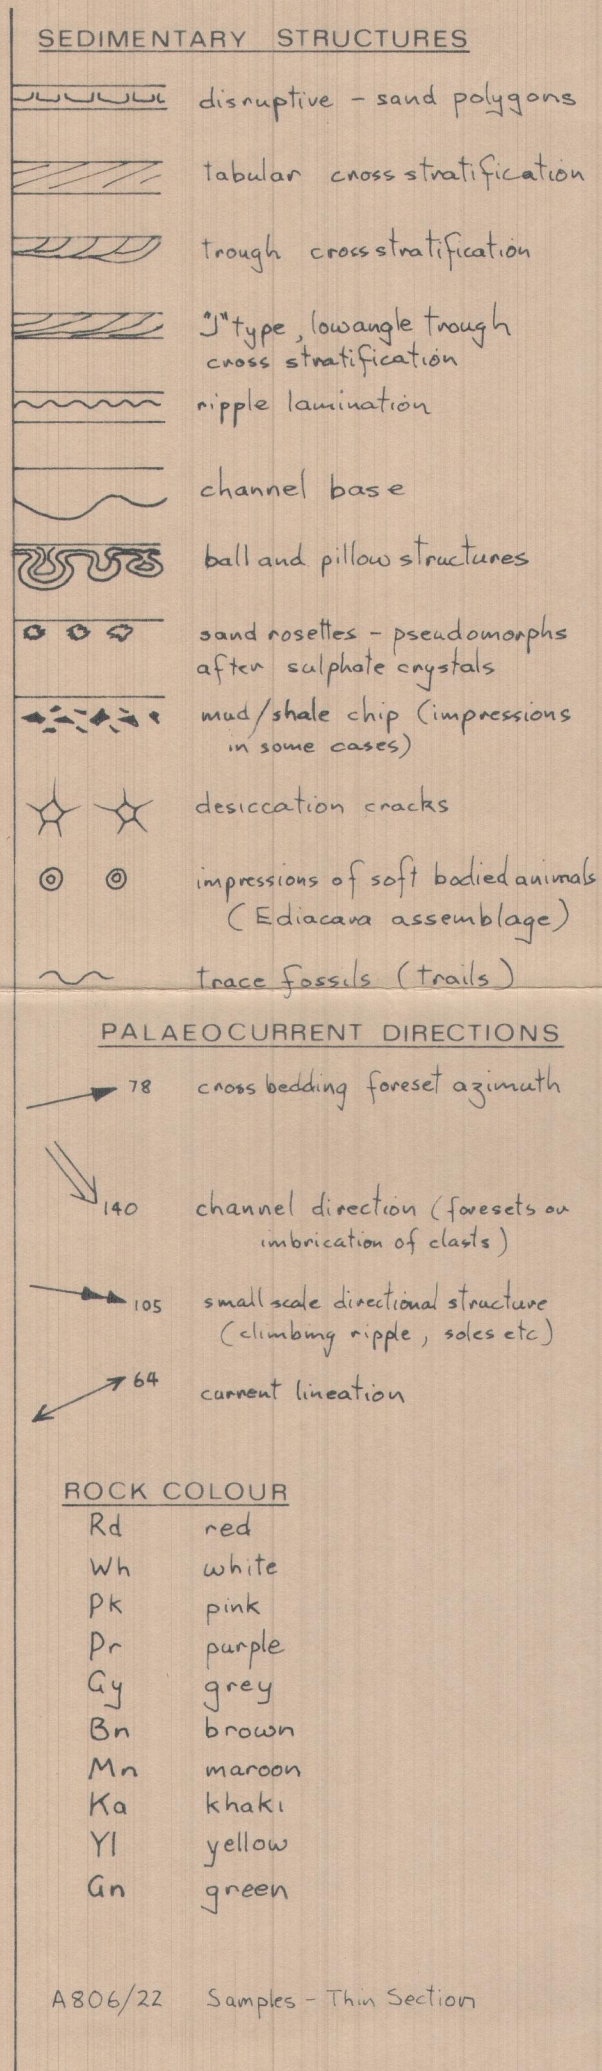 SEDIMENTARY STRUCTURES
disruptive - sand polygons
tabular cross stratification
trough cross stratification
"J" type, low angle trough
cross stratification
ripple lamination
channel base
ball and pillow structures
sand rosettes - pseudomorphs
after sulphate crystals
mud/shale chip (impressions
in some cases)
desiccation cracks
impressions of soft bodied animals
(Ediacara assemblage)
trace fossils (trails)
PALAEOCURRENT DIRECTIONS
78 cross bedding foreset azimuth
140 channel direction (foresets or
imbrication of clasts)
105 small scale directional structure
(climbing ripple, soles etc)
64 current lineation
ROCK COLOUR
Rd red
Wh white
Pk pink
Pr purple
Gy grey
Bn brown
Mn maroon
Ka khaki
Yl yellow
Gn green
A806/22 Samples - Thin Section